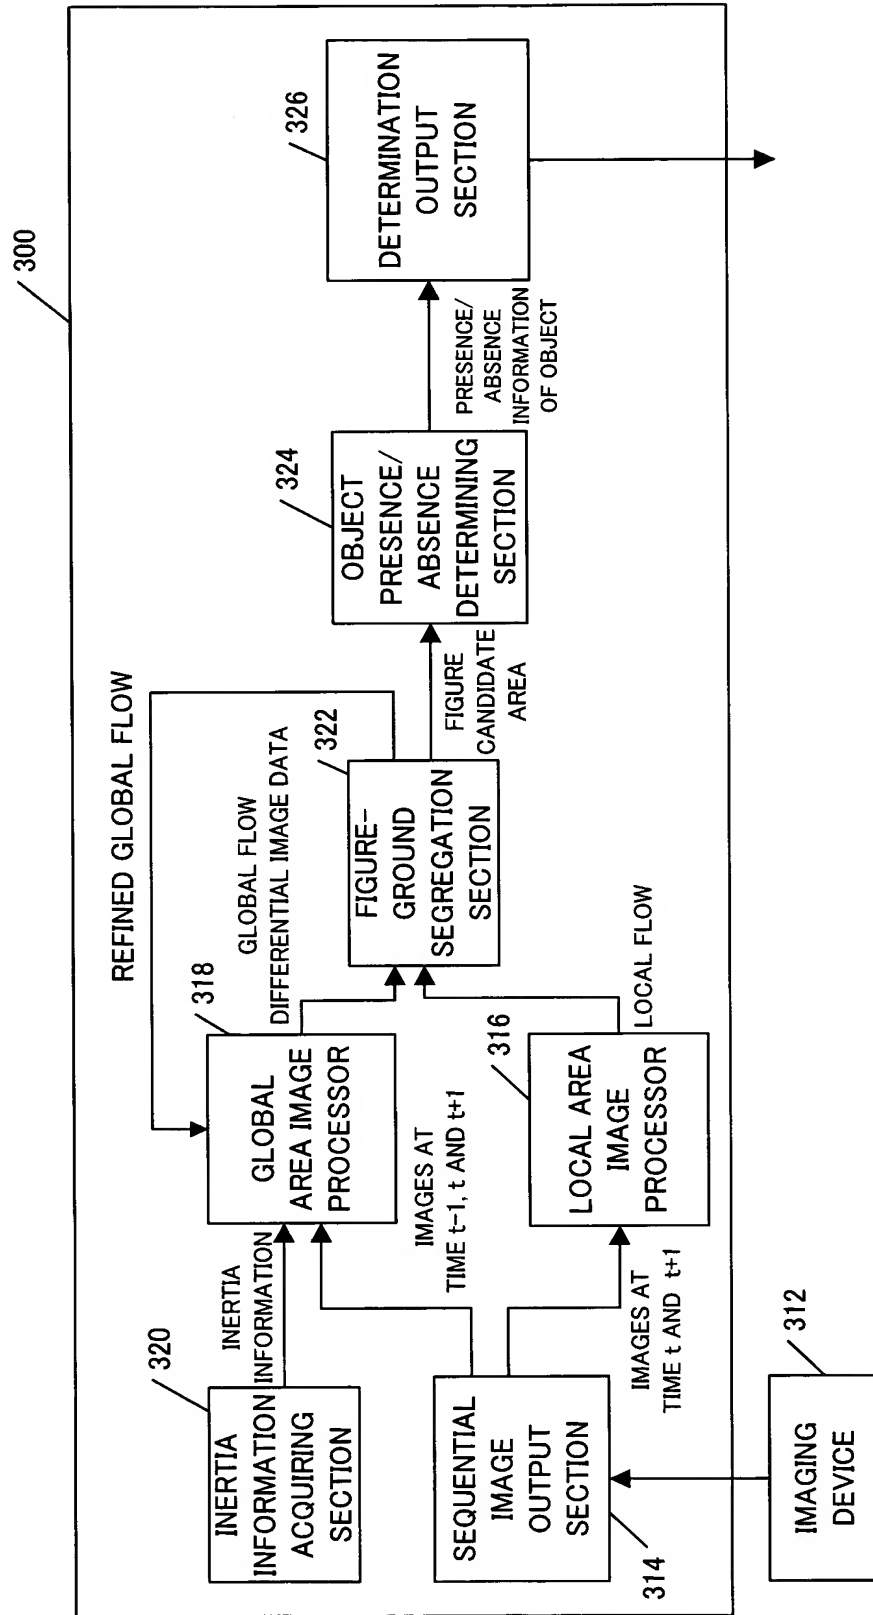 300
320
INERTIA
INFORMATION
ACQUIRING
SECTION
INERTIA
INFORMATION
REFINED GLOBAL FLOW
318
GLOBAL
AREA IMAGE
PROCESSOR
GLOBAL FLOW
DIFFERENTIAL IMAGE DATA
SEQUENTIAL
IMAGE
OUTPUT
SECTION
314
IMAGES AT
TIME t-1, t AND t+1
IMAGES AT
TIME t AND t+1
316
LOCAL AREA
IMAGE
PROCESSOR
LOCAL FLOW
322
FIGURE-
GROUND
SEGREGATION
SECTION
FIGURE
CANDIDATE
AREA
324
OBJECT
PRESENCE/
ABSENCE
DETERMINING
SECTION
PRESENCE/
ABSENCE
INFORMATION
OF OBJECT
326
DETERMINATION
OUTPUT
SECTION
312
IMAGING
DEVICE